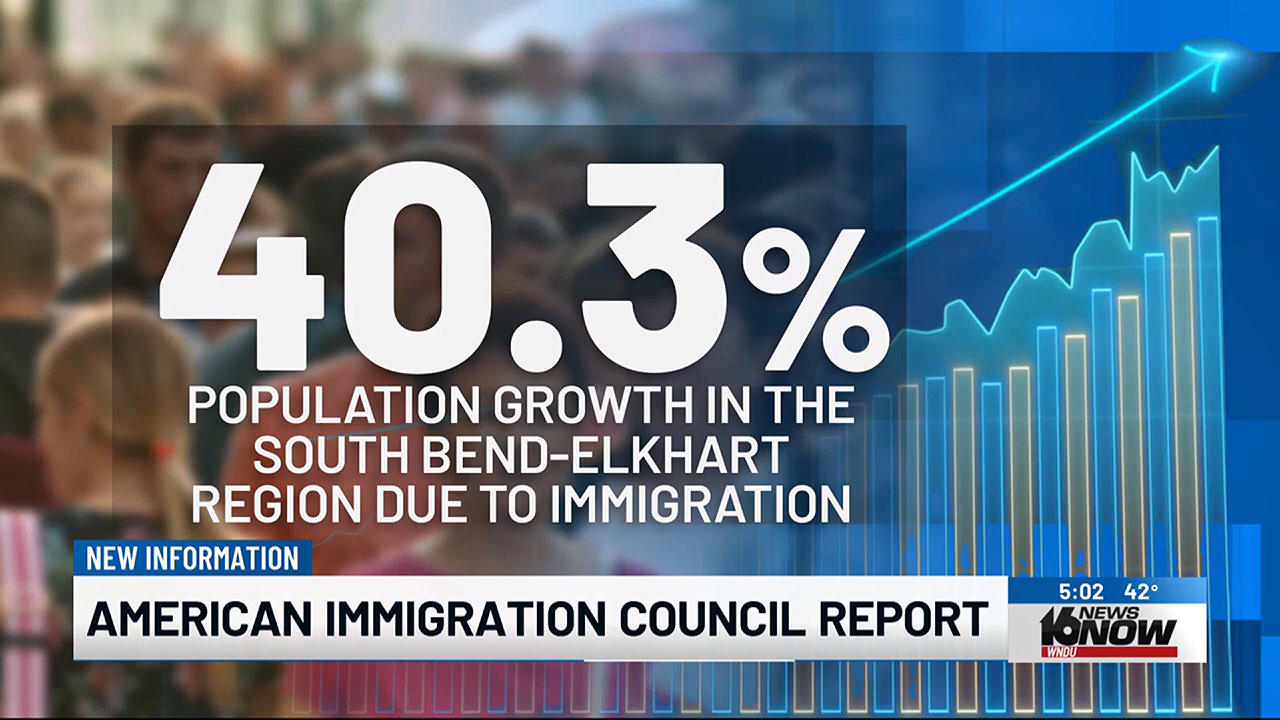 40.3%
POPULATION GROWTH IN THE
SOUTH BEND-ELKHART
REGION DUE TO IMMIGRATION
NEW INFORMATION
AMERICAN IMMIGRATION COUNCIL REPORT
5:02 42°
16 NEWS NOW
WNDU